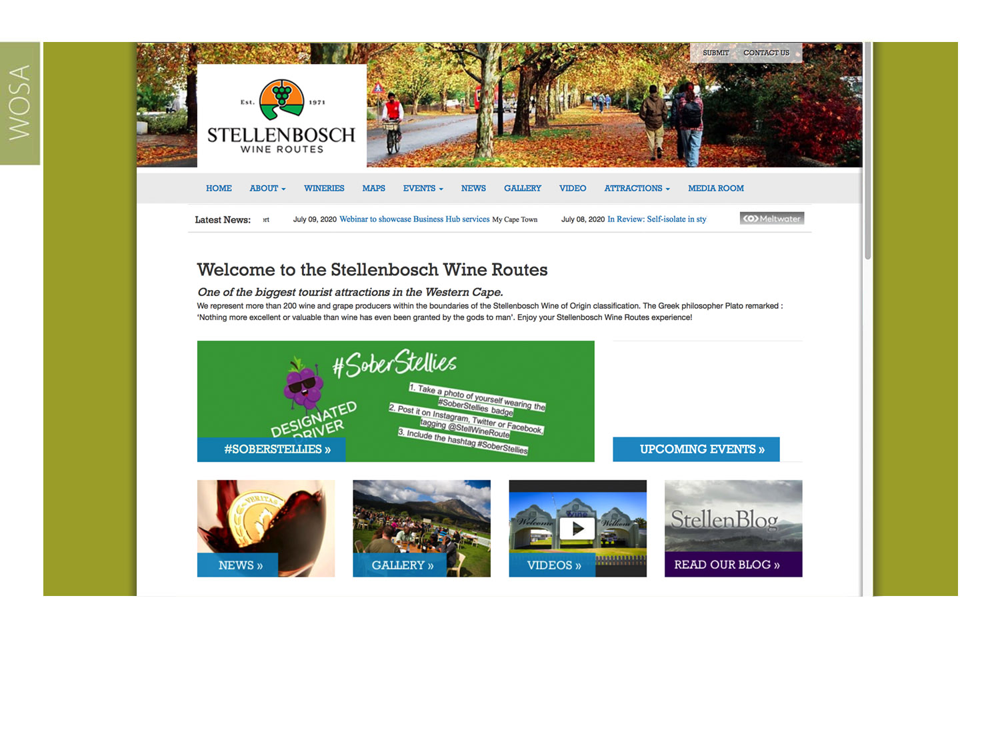 WOSA
SUBMIT CONTACT US
Est. 1971
STELLENBOSCH
WINE ROUTES
HOME ABOUT WINERIES MAPS EVENTS NEWS GALLERY VIDEO ATTRACTIONS MEDIA ROOM
Latest News: rt July 09, 2020 Webinar to showcase Business Hub services My Cape Town July 08, 2020 In Review: Self-isolate in sty Meltwater
Welcome to the Stellenbosch Wine Routes
One of the biggest tourist attractions in the Western Cape.
We represent more than 200 wine and grape producers within the boundaries of the Stellenbosch Wine of Origin classification. The Greek philosopher Plato remarked :
‘Nothing more excellent or valuable than wine has even been granted by the gods to man’. Enjoy your Stellenbosch Wine Routes experience!
#SoberStellies
1. Take a photo of yourself wearing the
#SoberStellies badge
2. Post it on Instagram, Twitter or Facebook,
tagging @StellWineRoute
3. Include the hashtag #SoberStellies
DESIGNATED
DRIVER
#SOBERSTELLIES »
UPCOMING EVENTS »
VERITAS
NEWS »
GALLERY »
Welcome Wine Welkom
VIDEOS »
StellenBlog
READ OUR BLOG »